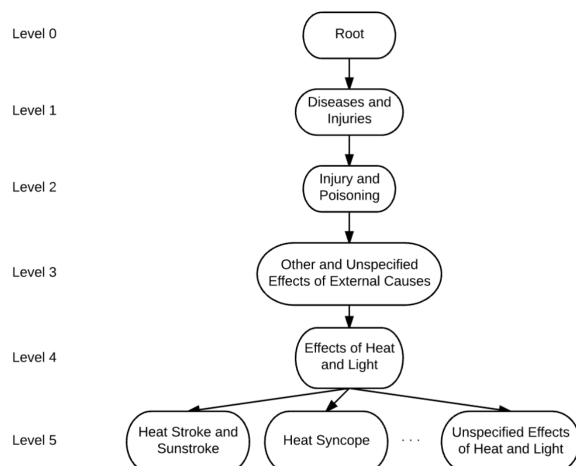 Level 0
Root
Level 1
Diseases and
Injuries
Level 2
Injury and
Poisoning
Level 3
Other and Unspecified
Effects of External Causes
Level 4
Effects of Heat
and Light
Level 5
Heat Stroke and
Sunstroke
Heat Syncope
. . .
Unspecified Effects
of Heat and Light